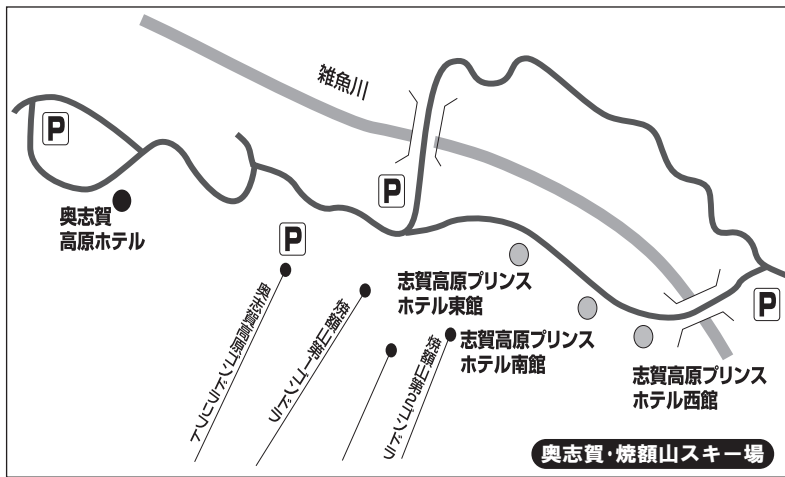 雑魚川
P
P
奥志賀
高原ホテル
P
志賀高原プリンス
ホテル東館
P
志賀高原プリンス
ホテル南館
志賀高原プリンス
ホテル西館
奥志賀高原ゴンドラリフト
焼額山第1ゴンドラ
焼額山第2ゴンドラ
奥志賀・焼額山スキー場